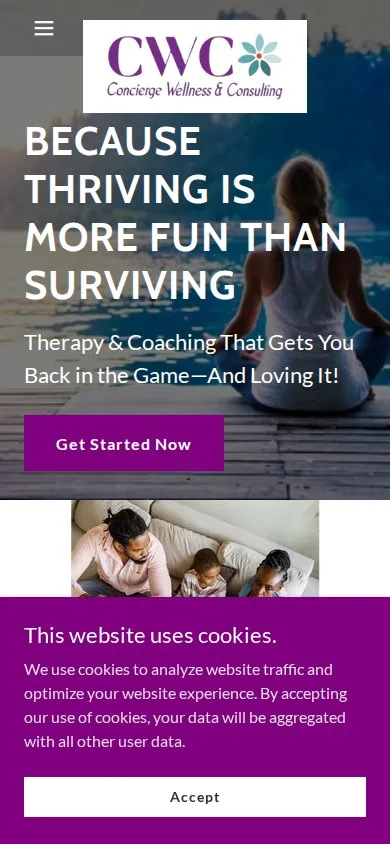 CWC
Concierge Wellness & Consulting
BECAUSE
THRIVING IS
MORE FUN THAN
SURVIVING
Therapy & Coaching That Gets You
Back in the Game—And Loving It!
Get Started Now
This website uses cookies.
We use cookies to analyze website traffic and
optimize your website experience. By accepting
our use of cookies, your data will be aggregated
with all other user data.
Accept